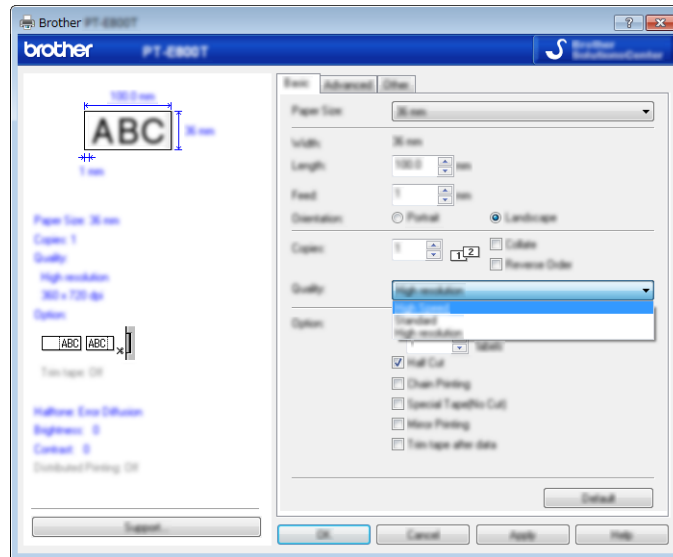 Brother PT-E800T
brother PT-E800T
Brother
SolutionsCenter
100.0 mm
ABC
36 mm
1 mm
Paper Size: 36 mm
Copies: 1
Quality:
High resolution
360 x 720 dpi
Option:
ABC ABC
Trim tape: Off
Halftone: Error Diffusion
Brightness: 0
Contrast: 0
Distributed Printing: Off
Support...
Basic Advanced Other
Paper Size: 36 mm
Width: 36 mm
Length: 100.0 mm
Feed: 1 mm
Orientation: Portrait Landscape
Copies: 1 1 2 Collate
Reverse Order
Quality: High resolution
High Speed
Standard
High resolution
Option: 1 labels
Half Cut
Chain Printing
Special Tape(No Cut)
Mirror Printing
Trim tape after data
Default
OK Cancel Apply Help